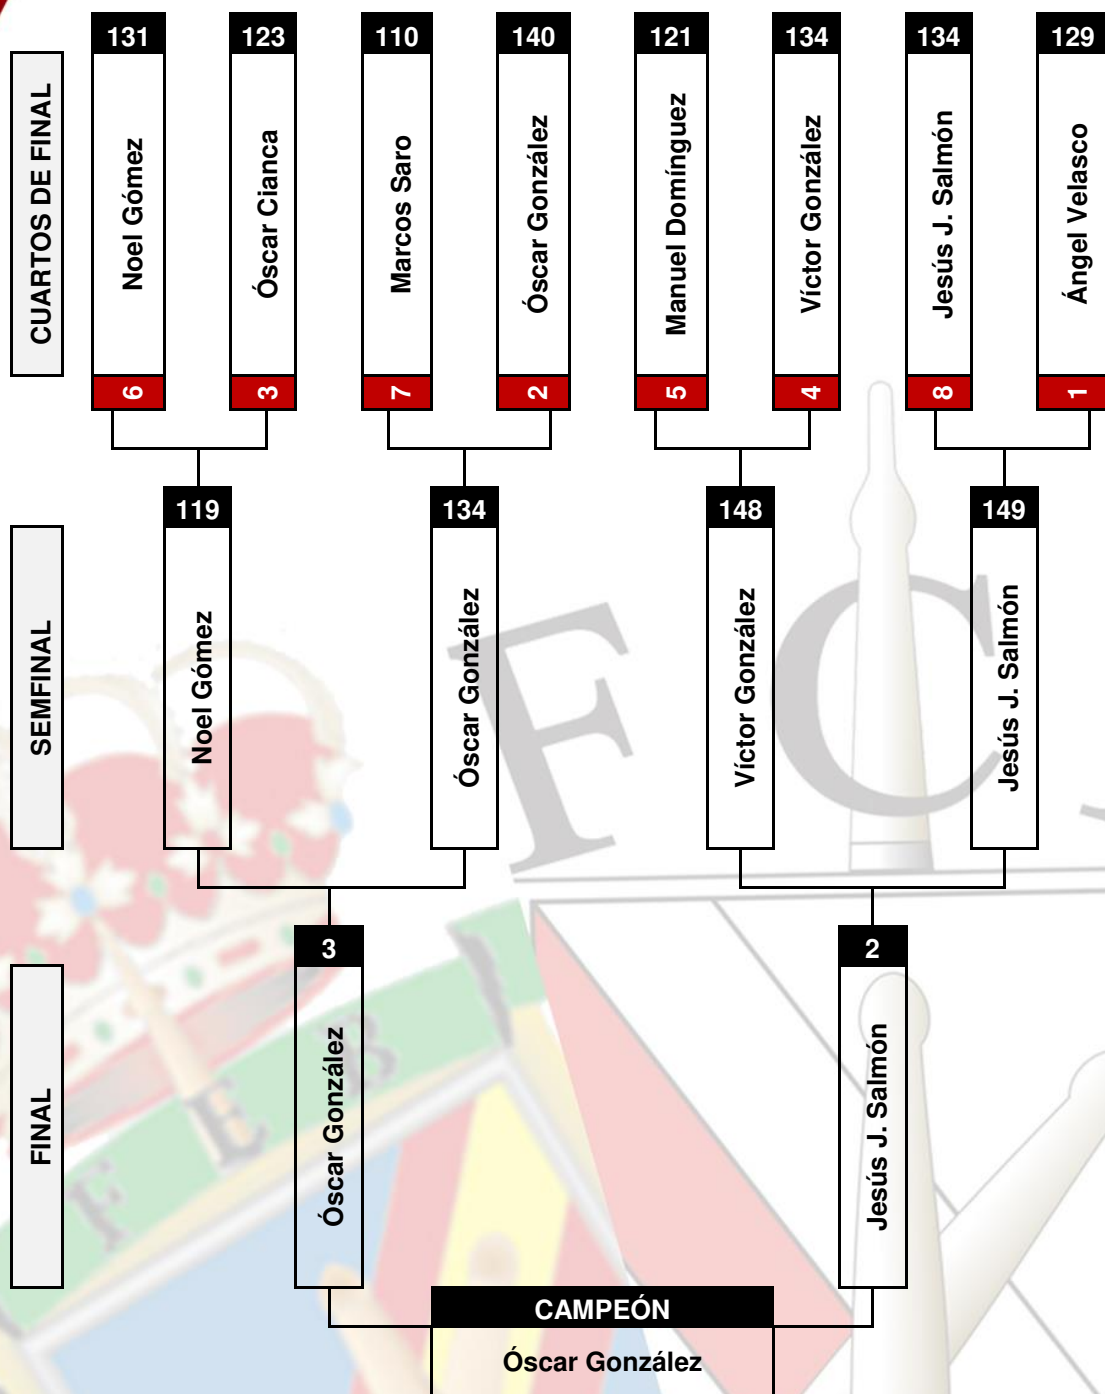 131 123 110 140 121 134 134 129
CUARTOS DE FINAL
Noel Gómez
Óscar Cianca
Marcos Saro
Óscar González
Manuel Domínguez
Víctor González
Jesús J. Salmón
Ángel Velasco
6 3 7 2 5 4 8 1
119 134 148 149
SEMFINAL
Noel Gómez
Óscar González
Víctor González
Jesús J. Salmón
F C
3 2
FINAL
Óscar González
Jesús J. Salmón
F E B
CAMPEÓN
Óscar González